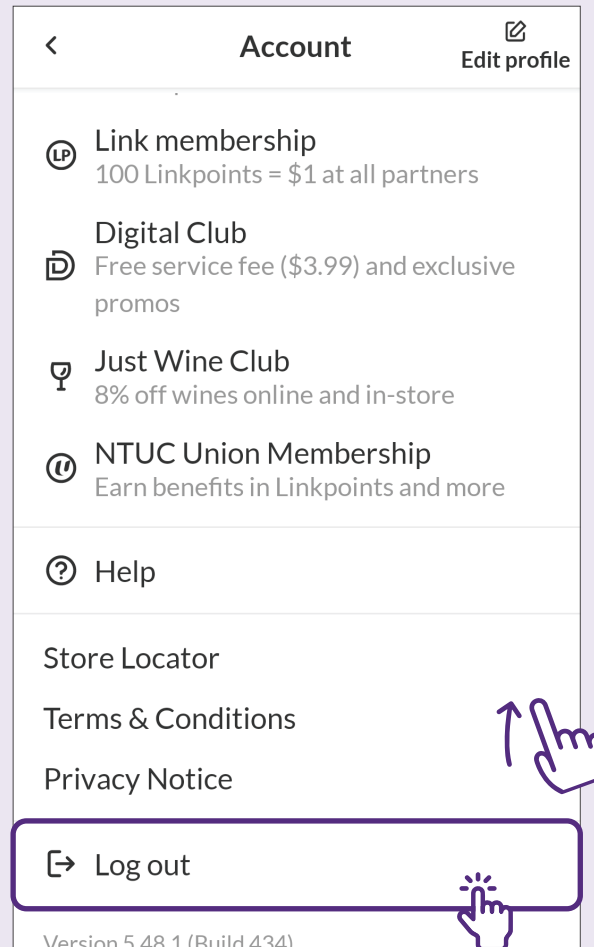 Account
Edit profile
Link membership
LP
100 Linkpoints = $1 at all partners
Digital Club
Free service fee ($3.99) and exclusive
promos
Just Wine Club
8% off wines online and in-store
NTUC Union Membership
Earn benefits in Linkpoints and more
Help
Store Locator
Terms & Conditions
Privacy Notice
Log out
Version 5.48.1 (Build 434)